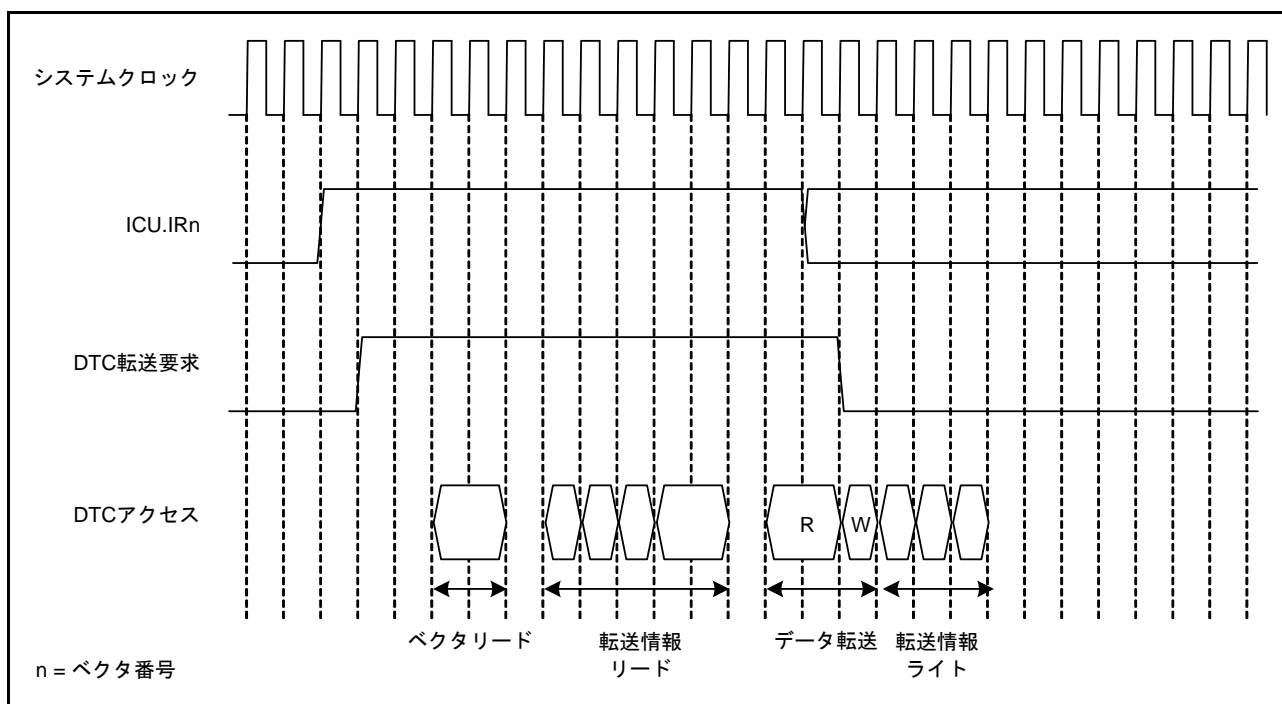 システムクロック
ICU.IRn
DTC転送要求
DTCアクセス
R
W
ベクタリード
転送情報
リード
データ転送
転送情報
ライト
n = ベクタ番号